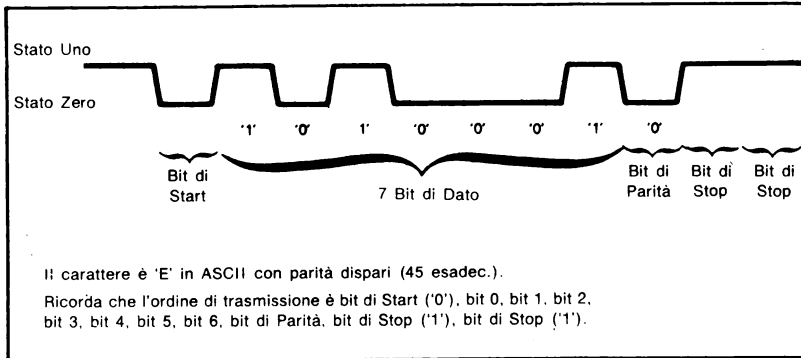 Stato Uno
Stato Zero
'1' '0' 1' '0' '0' '0' '1' '0'
Bit di Start
7 Bit di Dato
Bit di Parità
Bit di Stop
Bit di Stop
Il carattere è 'E' in ASCII con parità dispari (45 esadec.).
Ricorda che l'ordine di trasmissione è bit di Start ('0'), bit 0, bit 1, bit 2,
bit 3, bit 4, bit 5, bit 6, bit di Parità, bit di Stop ('1'), bit di Stop ('1').